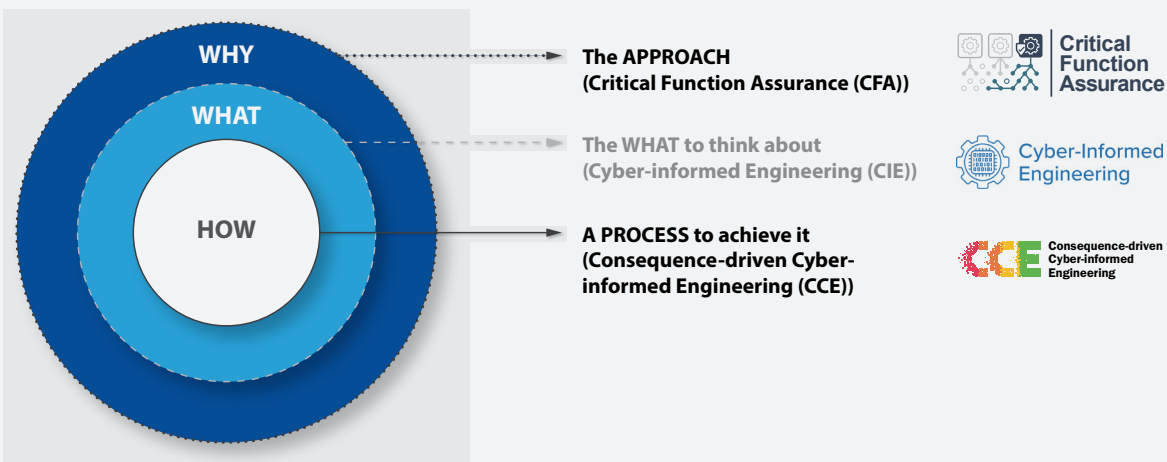 WHY
WHAT
HOW
The APPROACH
(Critical Function Assurance (CFA))
Critical
Function
Assurance
The WHAT to think about
(Cyber-informed Engineering (CIE))
Cyber-Informed
Engineering
A PROCESS to achieve it
(Consequence-driven Cyber-
informed Engineering (CCE))
CCE
Consequence-driven
Cyber-informed
Engineering